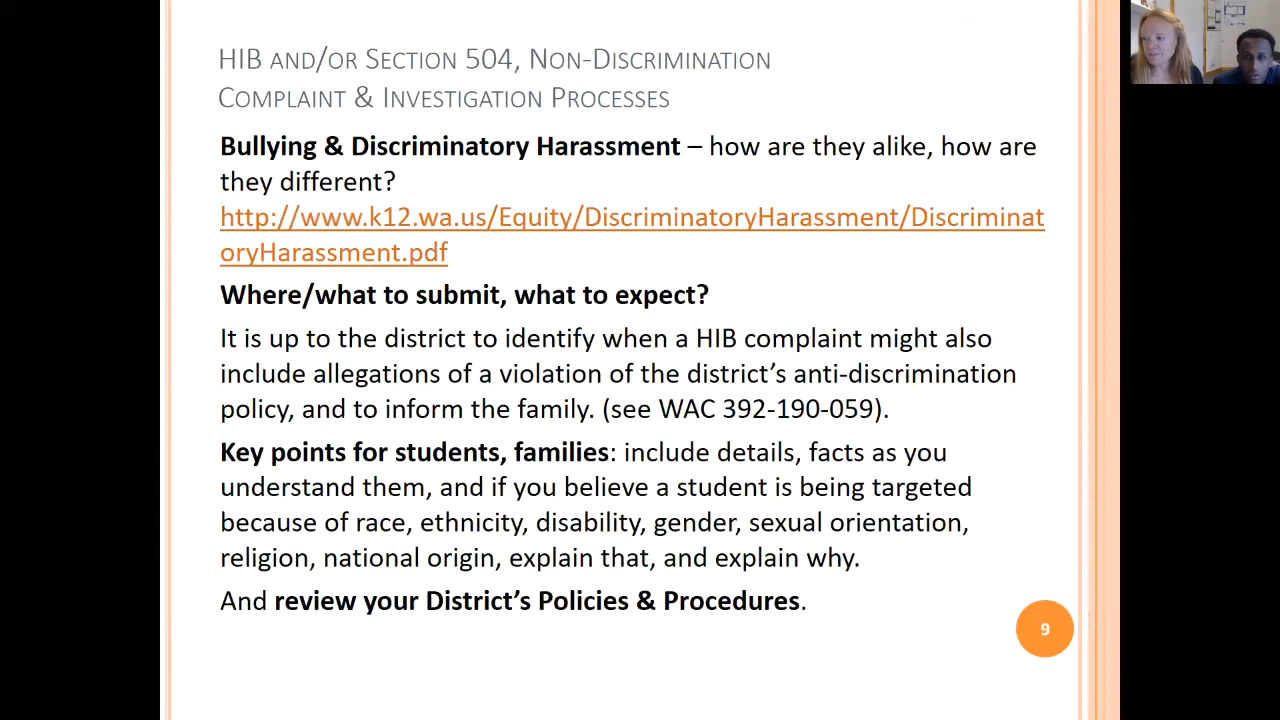 HIB AND/OR SECTION 504, NON-DISCRIMINATION
COMPLAINT & INVESTIGATION PROCESSES
Bullying & Discriminatory Harassment – how are they alike, how are
they different?
http://www.k12.wa.us/Equity/DiscriminatoryHarassment/Discriminat
oryHarassment.pdf
Where/what to submit, what to expect?
It is up to the district to identify when a HIB complaint might also
include allegations of a violation of the district’s anti-discrimination
policy, and to inform the family. (see WAC 392-190-059).
Key points for students, families: include details, facts as you
understand them, and if you believe a student is being targeted
because of race, ethnicity, disability, gender, sexual orientation,
religion, national origin, explain that, and explain why.
And review your District’s Policies & Procedures.
9